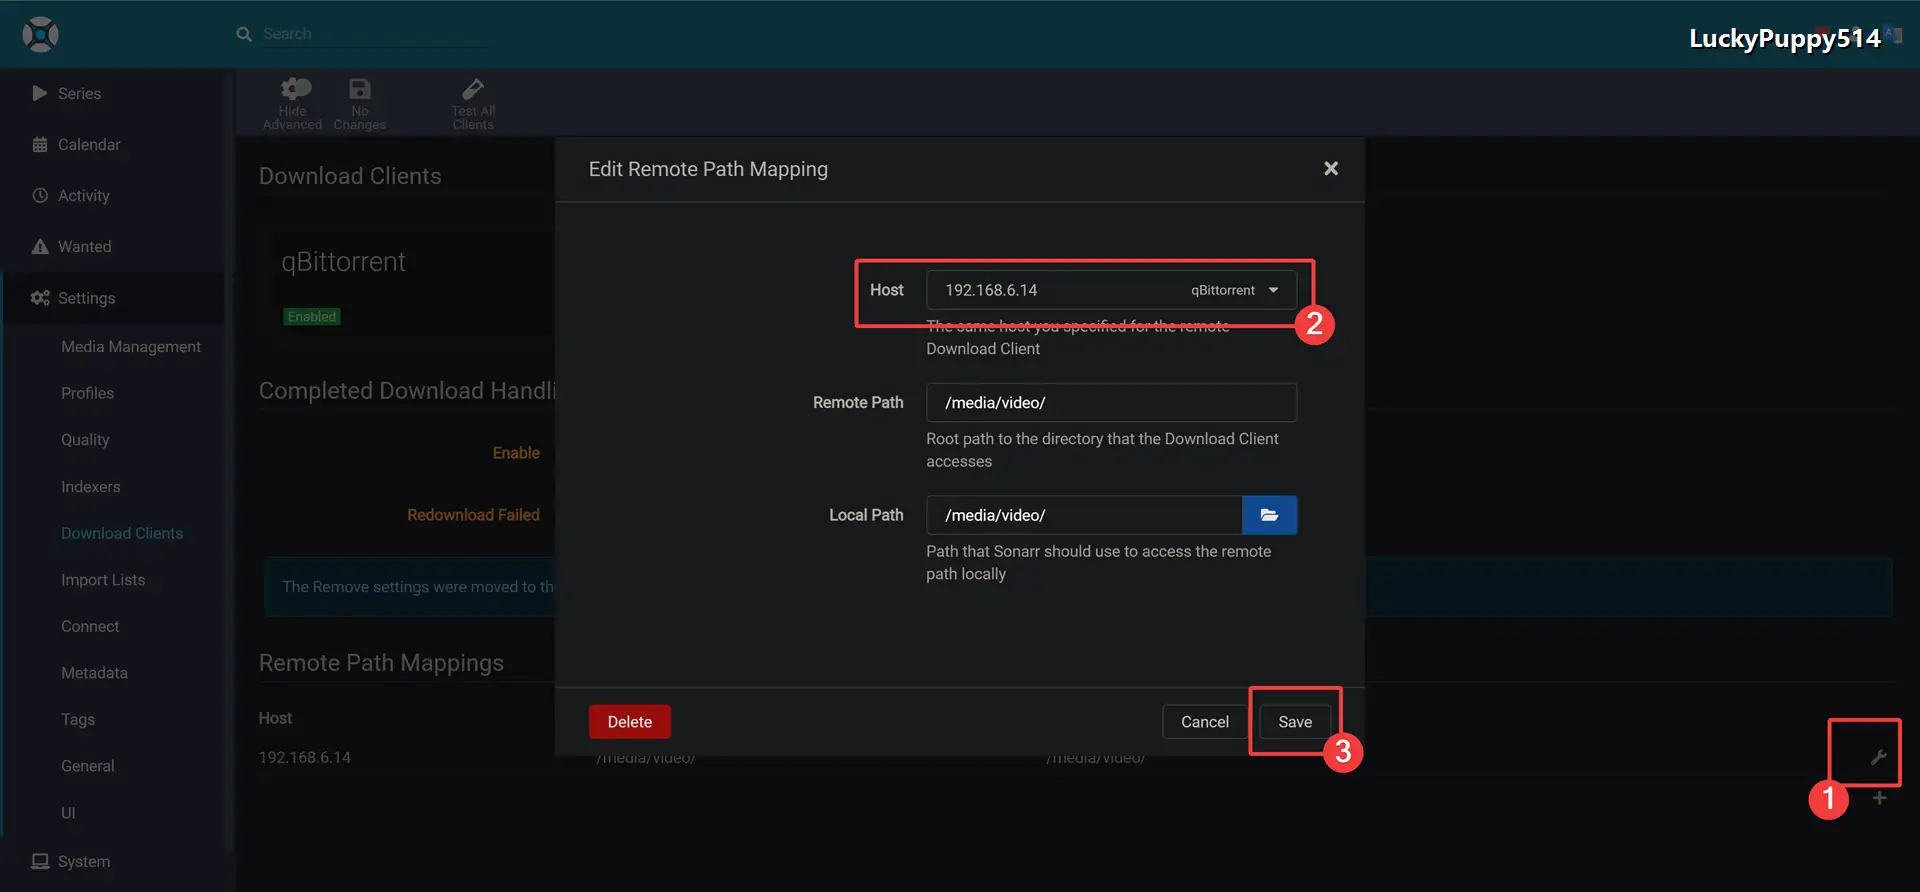 Search
LuckyPuppy514
Series
Calendar
Activity
Wanted
Settings
Media Management
Profiles
Quality
Indexers
Download Clients
Import Lists
Connect
Metadata
Tags
General
UI
System
Hide
Advanced
No
Changes
Test All
Clients
Download Clients
qBittorrent
Enabled
Completed Download Handli
Enable
Redownload Failed
The Remove settings were moved to th
Remote Path Mappings
Host
192.168.6.14
/media/video/
/media/video/
Edit Remote Path Mapping
Host
192.168.6.14
qBittorrent
The same host you specified for the remote
Download Client
Remote Path
/media/video/
Root path to the directory that the Download Client
accesses
Local Path
/media/video/
Path that Sonarr should use to access the remote
path locally
Delete
Cancel
Save
2
3
1